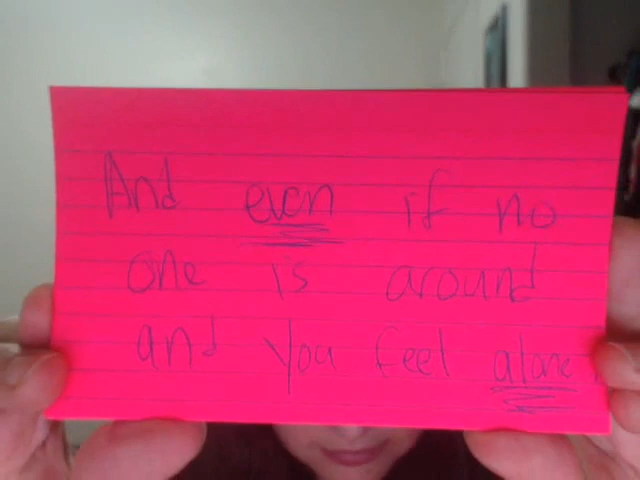 And even if no
one is around
and you feel alone.